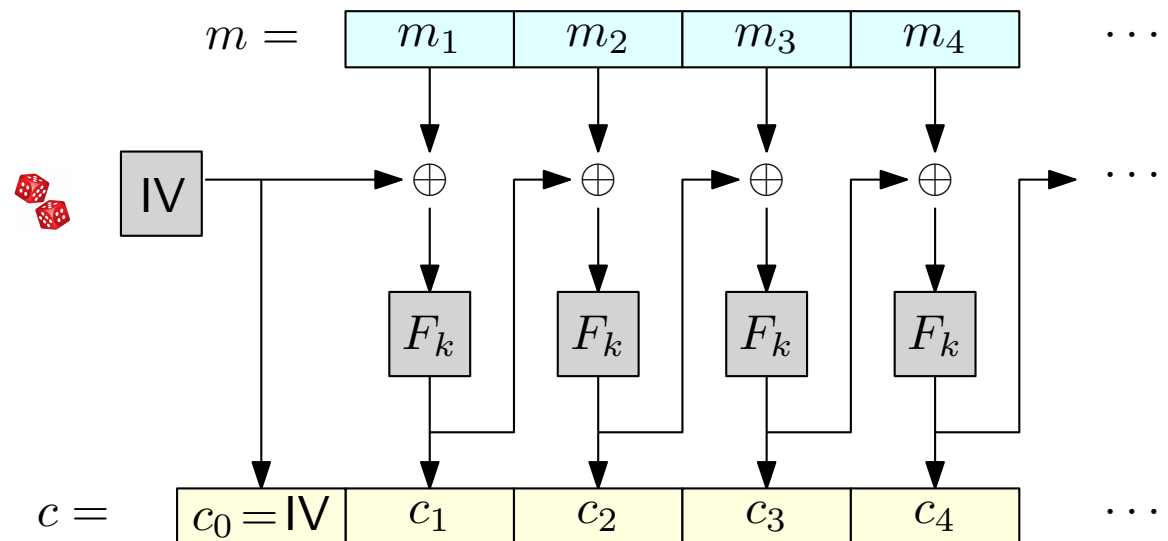 m = m₁ m₂ m₃ m₄ ⋯
IV ⋯
Fₖ Fₖ Fₖ Fₖ
c = c₀ = IV c₁ c₂ c₃ c₄ ⋯